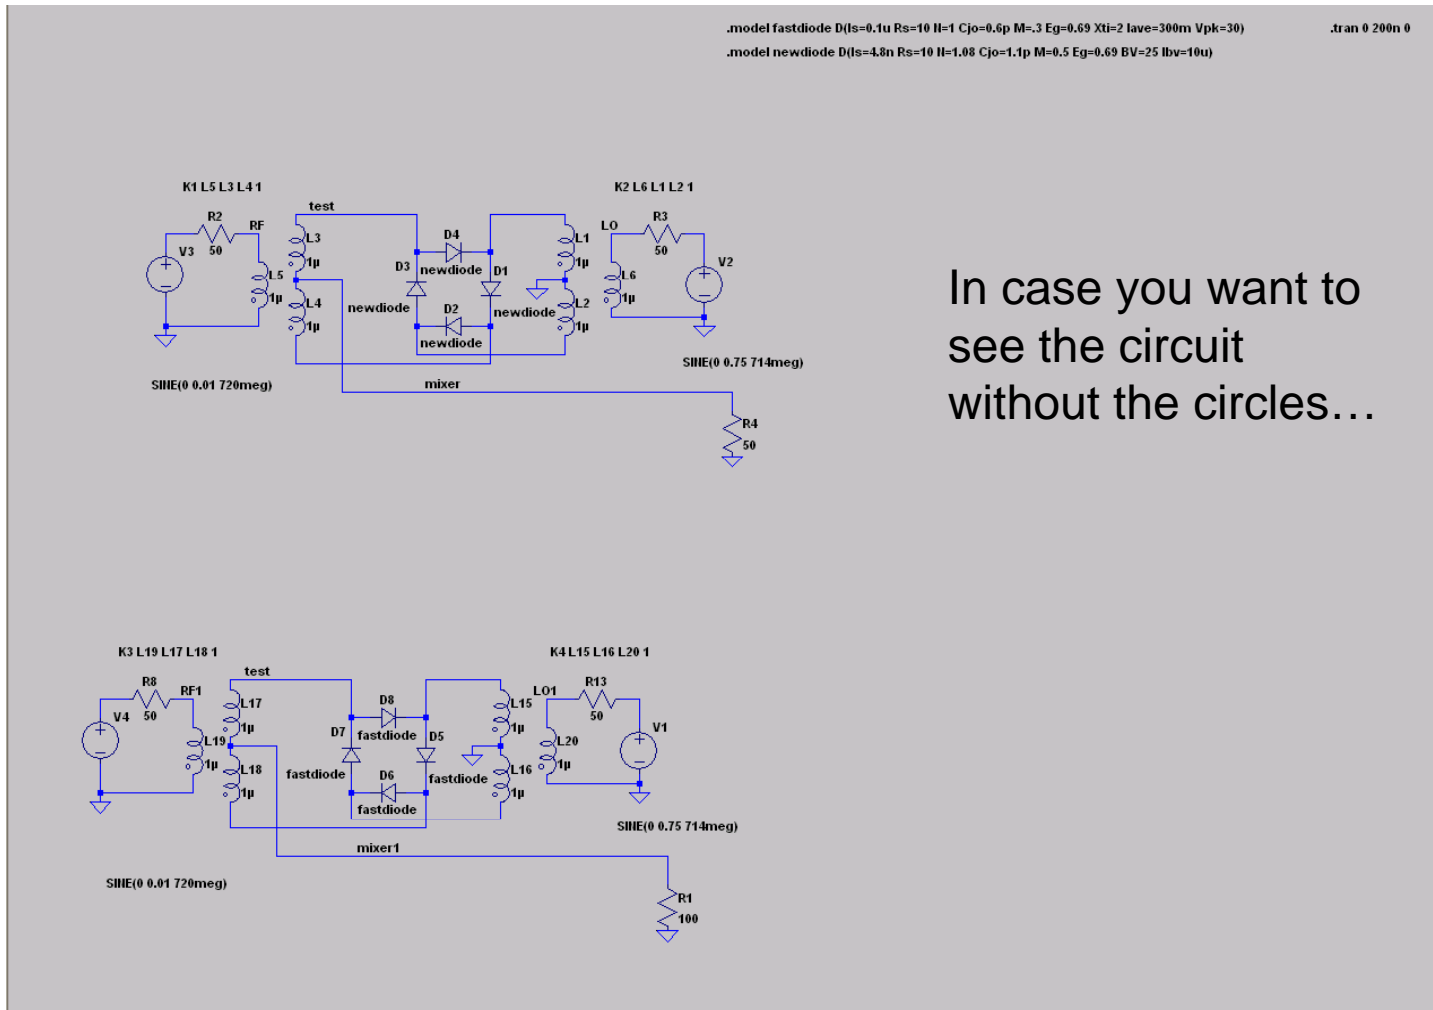 .model fastdiode D(Is=0.1u Rs=10 N=1 Cjo=0.6p M=.3 Eg=0.69 Xti=2 Iave=300m Vpk=30)
.tran 0 200n 0
.model newdiode D(Is=4.8n Rs=10 N=1.08 Cjo=1.1p M=0.5 Eg=0.69 BV=25 Ibv=10u)
K1 L5 L3 L4 1
K2 L6 L1 L2 1
test
R2
RF
50
V3
L3
1µ
L5
1µ
L4
1µ
D4
newdiode
D3
newdiode
D1
newdiode
D2
newdiode
L1
1µ
L2
1µ
LO
R3
50
L6
1µ
V2
SINE(0 0.01 720meg)
mixer
SINE(0 0.75 714meg)
R4
50
In case you want to
see the circuit
without the circles…
K3 L19 L17 L18 1
K4 L15 L16 L20 1
test
R8
RF1
50
V4
L17
1µ
L19
1µ
L18
1µ
D8
fastdiode
D7
fastdiode
D5
fastdiode
D6
fastdiode
L15
1µ
L16
1µ
LO1
R13
50
L20
1µ
V1
SINE(0 0.75 714meg)
mixer1
SINE(0 0.01 720meg)
R1
100